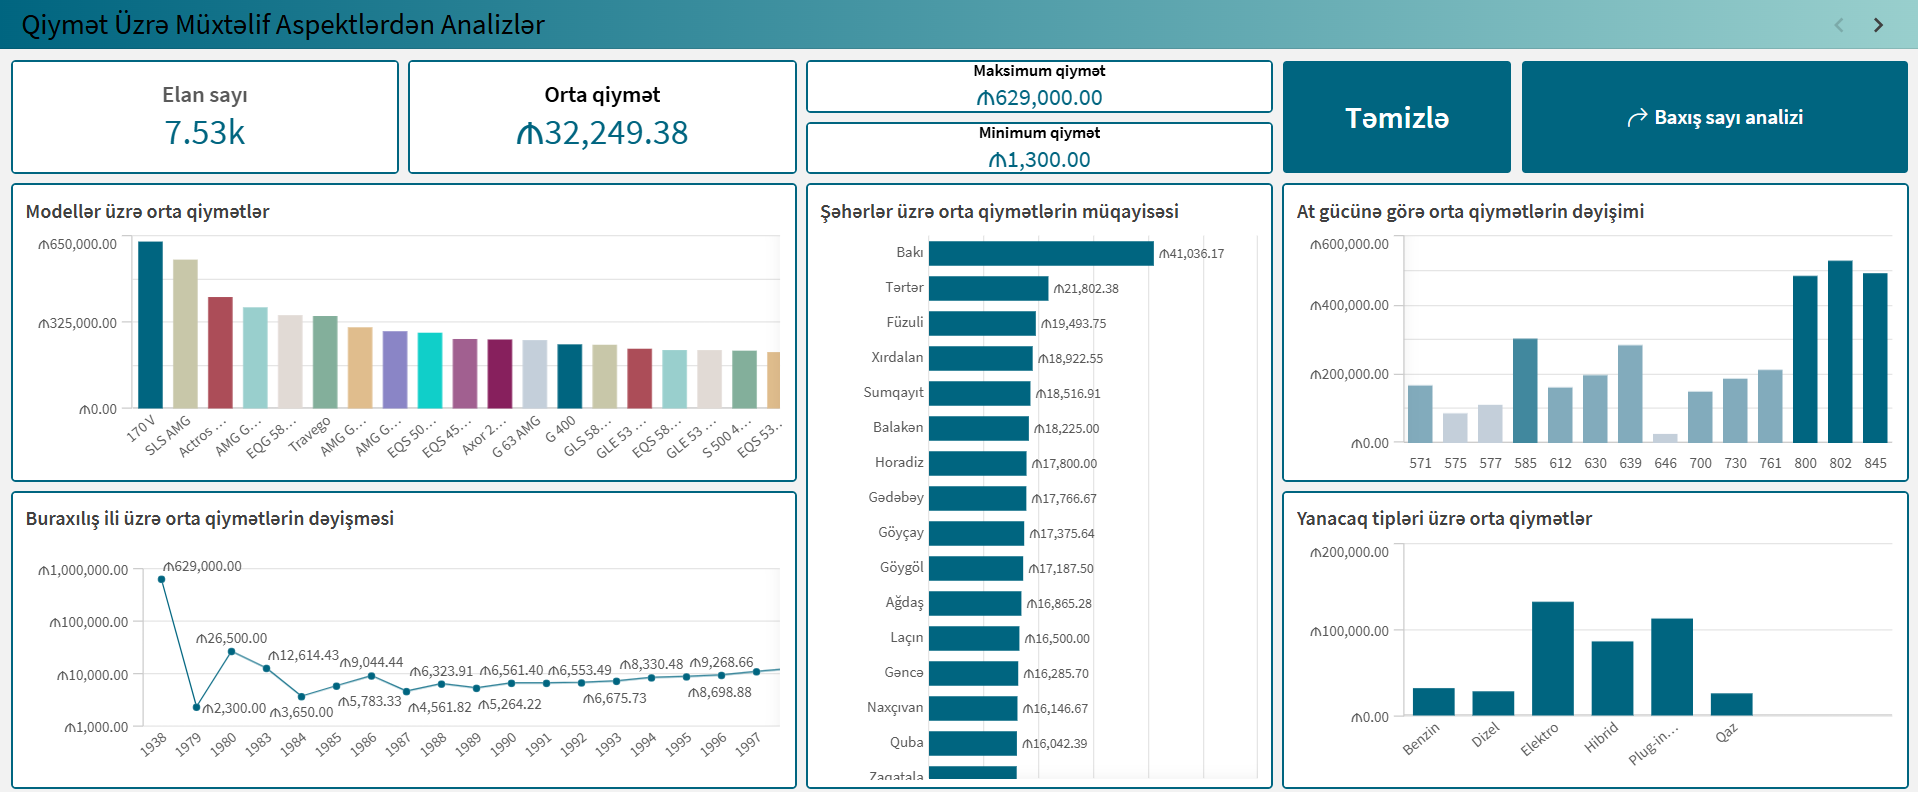 Qiymət Üzrə Müxtəlif Aspektlərdən Analizlər
Elan sayı
7.53k
Orta qiymət
₼32,249.38
Maksimum qiymət
₼629,000.00
Minimum qiymət
₼1,300.00
Təmizlə
Baxış sayı analizi
Modellər üzrə orta qiymətlər
₼650,000.00
₼325,000.00
₼0.00
170 V
SLS AMG
Actros ...
AMG G...
EQG 58...
Travego
AMG G...
AMG G...
EQS 50...
EQS 45...
Axor 2...
G 63 AMG
G 400
GLS 58...
GLE 53 ...
EQS 58...
GLE 53 ...
S 500 4...
EQS 53...
Şəhərlər üzrə orta qiymətlərin müqayisəsi
Bakı ₼41,036.17
Tərtər ₼21,802.38
Füzuli ₼19,493.75
Xırdalan ₼18,922.55
Sumqayıt ₼18,516.91
Balakən ₼18,225.00
Horadiz ₼17,800.00
Gədəbəy ₼17,766.67
Göyçay ₼17,375.64
Göygöl ₼17,187.50
Ağdaş ₼16,865.28
Laçın ₼16,500.00
Gəncə ₼16,285.70
Naxçıvan ₼16,146.67
Quba ₼16,042.39
Zaqatala
At gücünə görə orta qiymətlərin dəyişimi
₼600,000.00
₼400,000.00
₼200,000.00
₼0.00
571 575 577 585 612 630 639 646 700 730 761 800 802 845
Buraxılış ili üzrə orta qiymətlərin dəyişməsi
₼1,000,000.00
₼100,000.00
₼10,000.00
₼1,000.00
₼629,000.00
₼2,300.00
₼26,500.00
₼12,614.43
₼3,650.00
₼5,783.33
₼9,044.44
₼4,561.82
₼6,323.91
₼5,264.22
₼6,561.40
₼6,553.49
₼6,675.73
₼8,330.48
₼8,698.88
₼9,268.66
1938 1979 1980 1983 1984 1985 1986 1987 1988 1989 1990 1991 1992 1993 1994 1995 1996 1997
Yanacaq tipləri üzrə orta qiymətlər
₼200,000.00
₼100,000.00
₼0.00
Benzin
Dizel
Elektro
Hibrid
Plug-in...
Qaz